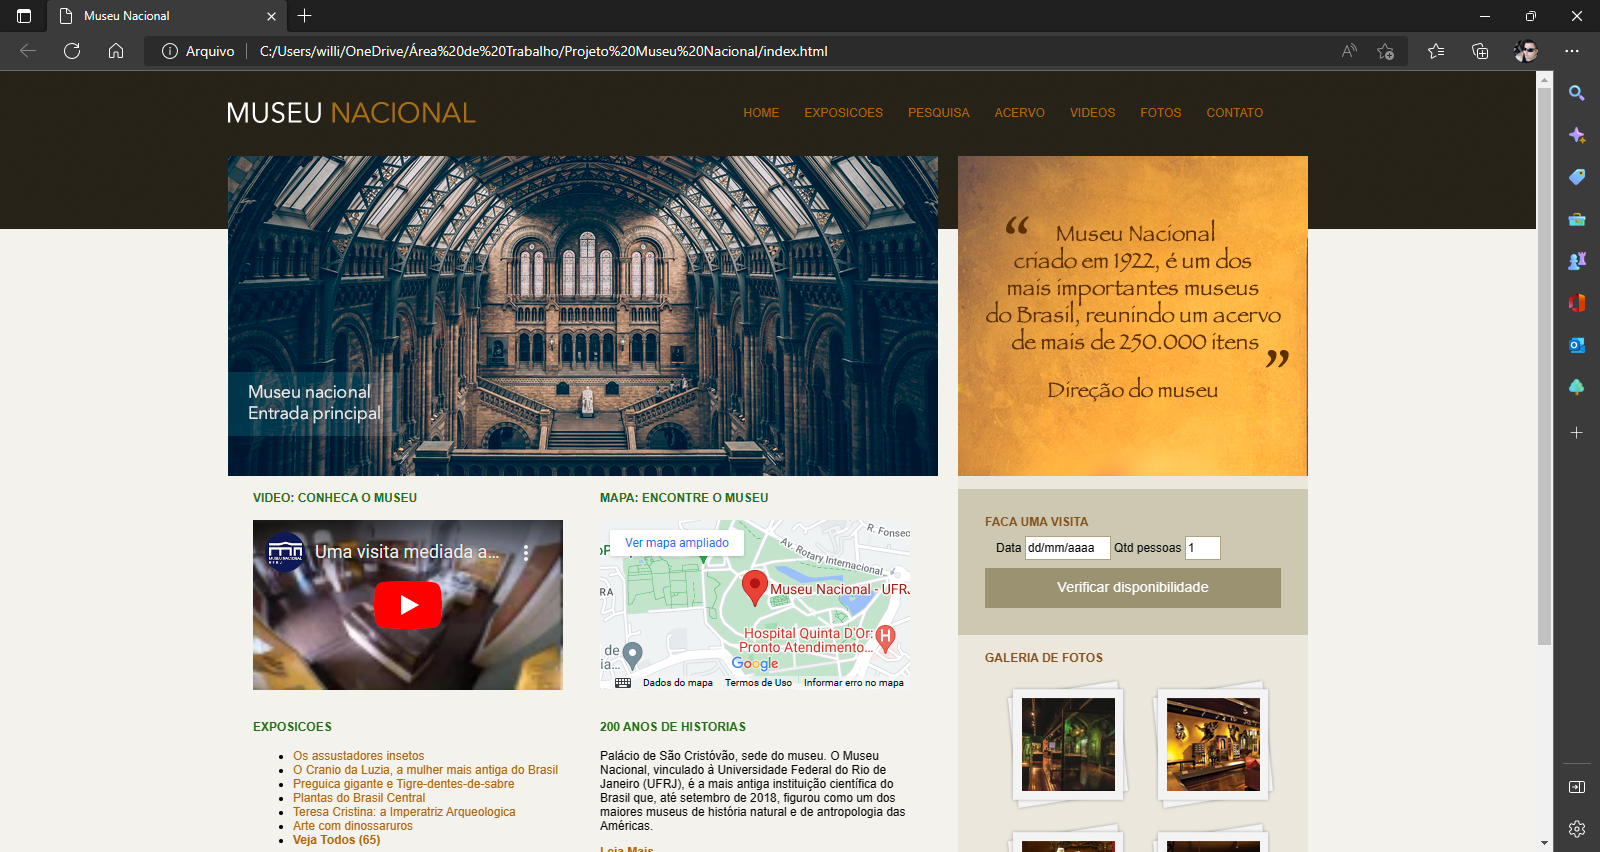 Museu Nacional
Arquivo
C:/Users/willi/OneDrive/Área%20de%20Trabalho/Projeto%20Museu%20Nacional/index.html
MUSEU NACIONAL
HOME EXPOSICOES PESQUISA ACERVO VIDEOS FOTOS CONTATO
Museu nacional
Entrada principal
“ Museu Nacional
criado em 1922, é um dos
mais importantes museus
do Brasil, reunindo um acervo
de mais de 250.000 itens ”
Direção do museu
VIDEO: CONHECA O MUSEU
MUSEU NACIONAL
UFRJ
Uma visita mediada a...
MAPA: ENCONTRE O MUSEU
Ver mapa ampliado
R. Fonsec
Av. Rotary Internacional
RA
Museu Nacional - UFRJ
Hospital Quinta D'Or:
Pronto Atendimento...
de
ia...
Google
Dados do mapa Termos de Uso Informar erro no mapa
FACA UMA VISITA
Data dd/mm/aaaa Qtd pessoas 1
Verificar disponibilidade
GALERIA DE FOTOS
EXPOSICOES
Os assustadores insetos
O Cranio da Luzia, a mulher mais antiga do Brasil
Preguica gigante e Tigre-dentes-de-sabre
Plantas do Brasil Central
Teresa Cristina: a Imperatriz Arqueologica
Arte com dinossaruros
Veja Todos (65)
200 ANOS DE HISTORIAS
Palácio de São Cristóvão, sede do museu. O Museu
Nacional, vinculado à Universidade Federal do Rio de
Janeiro (UFRJ), é a mais antiga instituição científica do
Brasil que, até setembro de 2018, figurou como um dos
maiores museus de história natural e de antropologia das
Américas.
Leia Mais